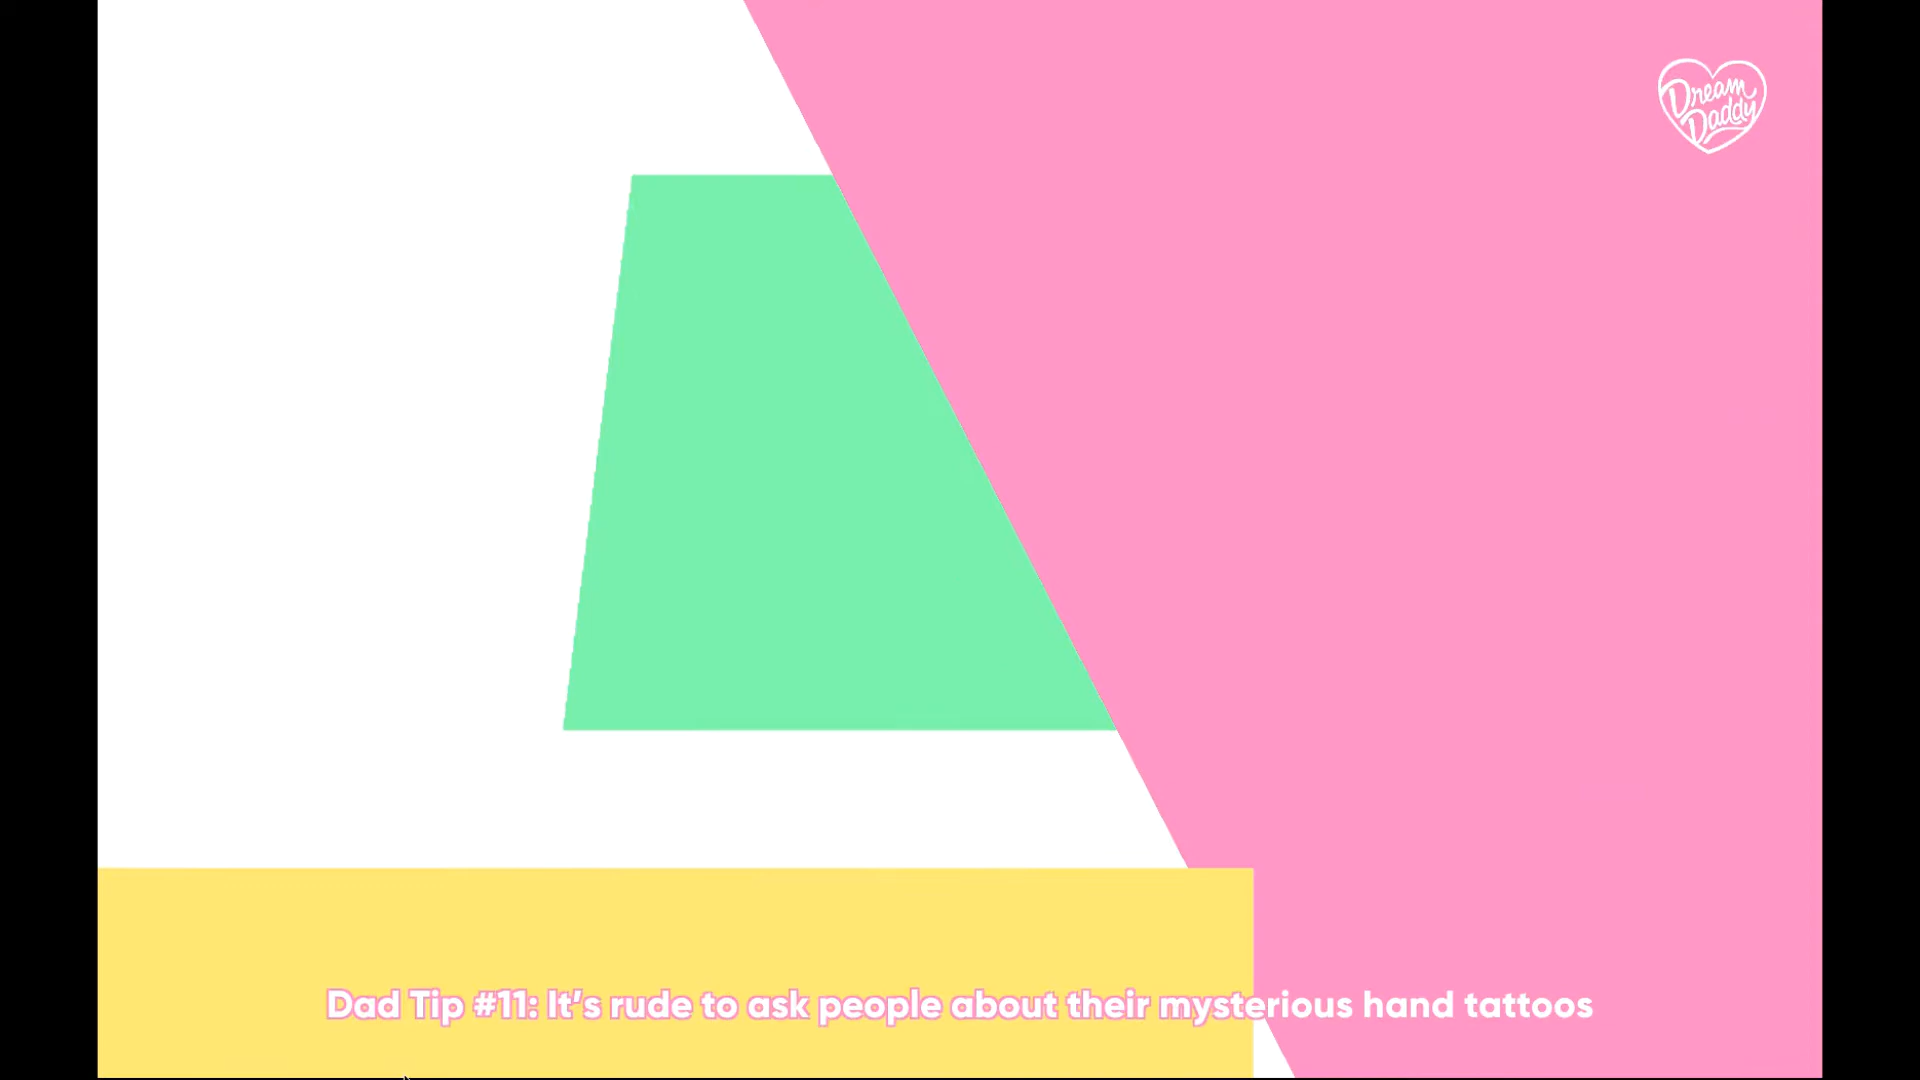 Dream
Daddy
Dad Tip #11: It's rude to ask people about their mysterious hand tattoos